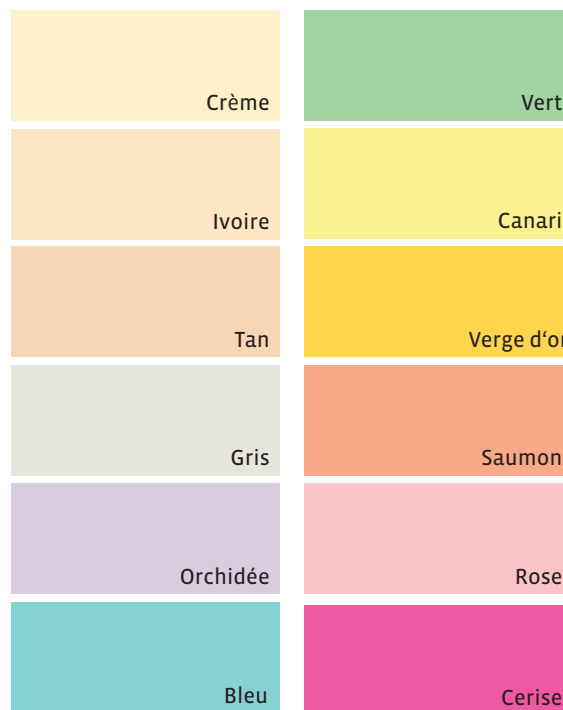 Crème
Vert
Ivoire
Canari
Tan
Verge d‘or
Gris
Saumon
Orchidée
Rose
Bleu
Cerise